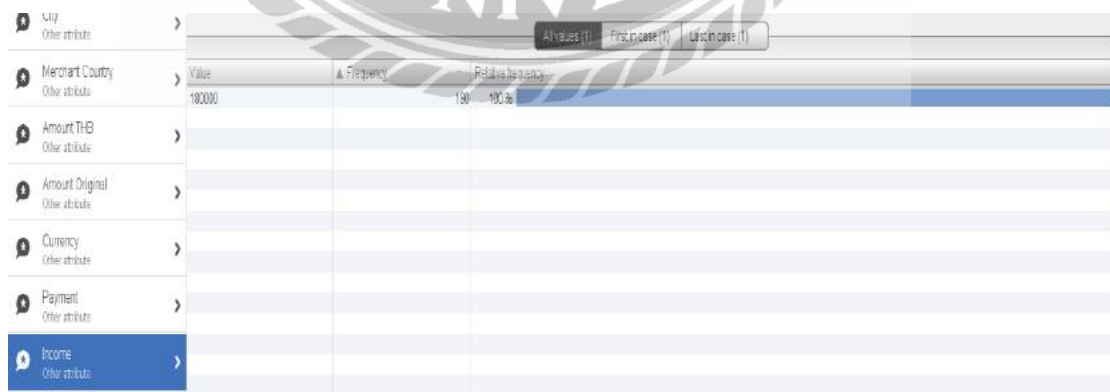 City
Other attribute
All values (1) First in case (1) Last in case (1)
Merchant Country
Other attribute
Value ▲ Frequency Relative frequency
180000 190 100 %
Amount THB
Other attribute
Amount Original
Other attribute
Currency
Other attribute
Payment
Other attribute
Income
Other attribute